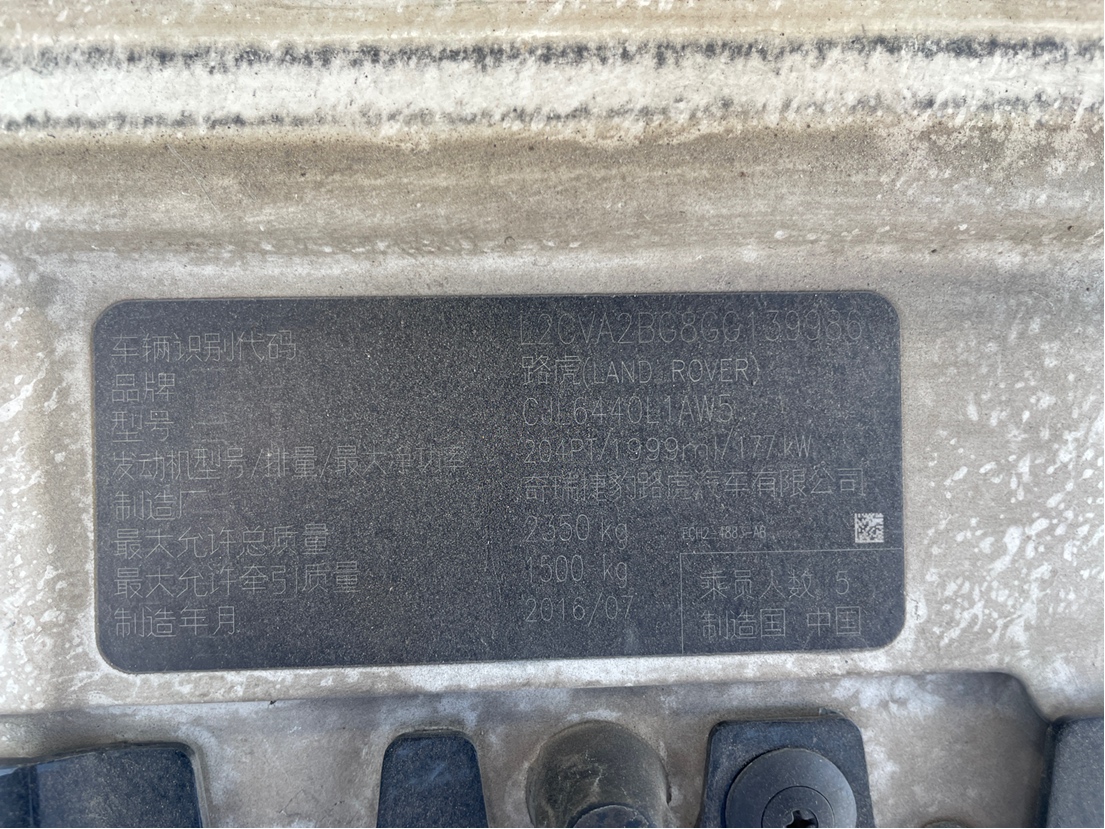 车辆识别代码 L2CVA2BG8GG139986
品牌 路虎(LAND ROVER)
型号 CJL6440L1AW5
发动机型号/排量/最大净功率 204PT/1999ml/177kW
制造厂 奇瑞捷豹路虎汽车有限公司
最大允许总质量 2350 kg
最大允许牵引质量 1500 kg
制造年月 2016/07
乘员人数 5
制造国 中国